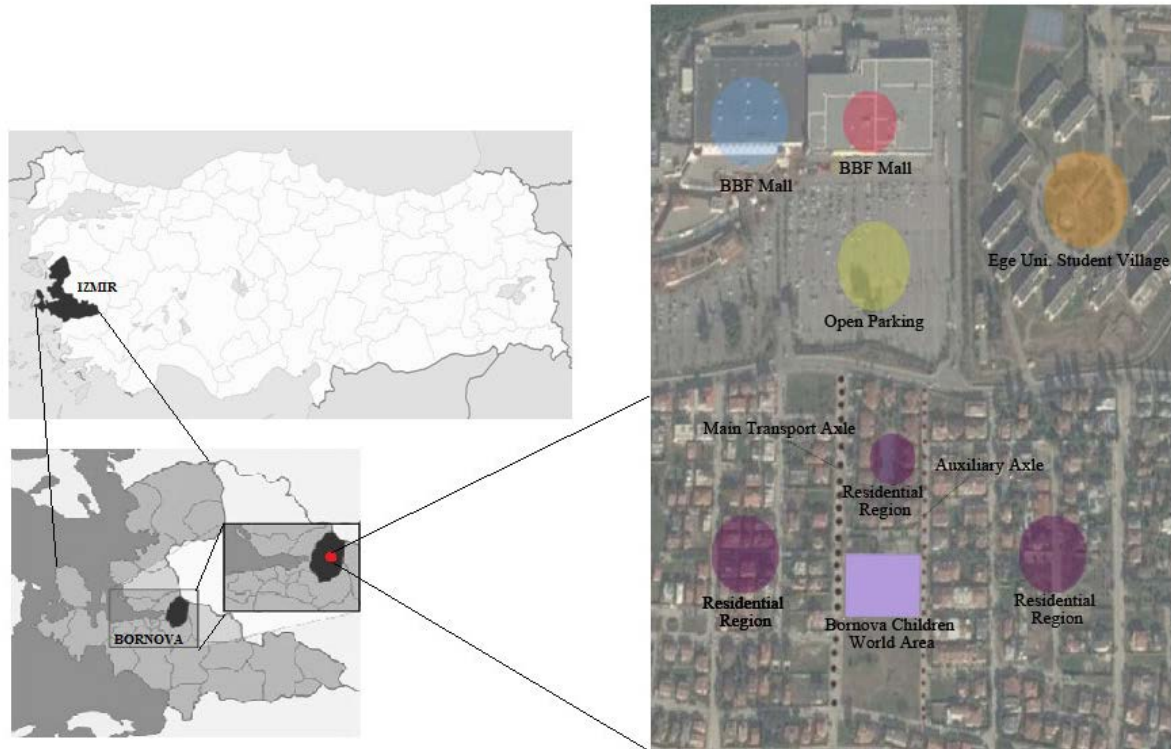 IZMIR
BORNOVA
BBF Mall
BBF Mall
Ege Uni. Student Village
Open Parking
Main Transport Axle
Auxiliary Axle
Residential
Region
Residential
Region
Bornova Children
World Area
Residential
Region